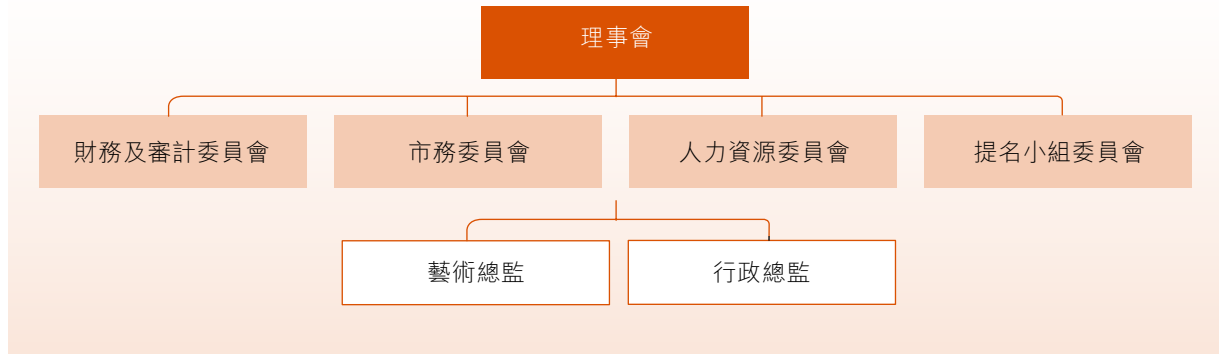 理事會
財務及審計委員會
市務委員會
人力資源委員會
提名小組委員會
藝術總監
行政總監